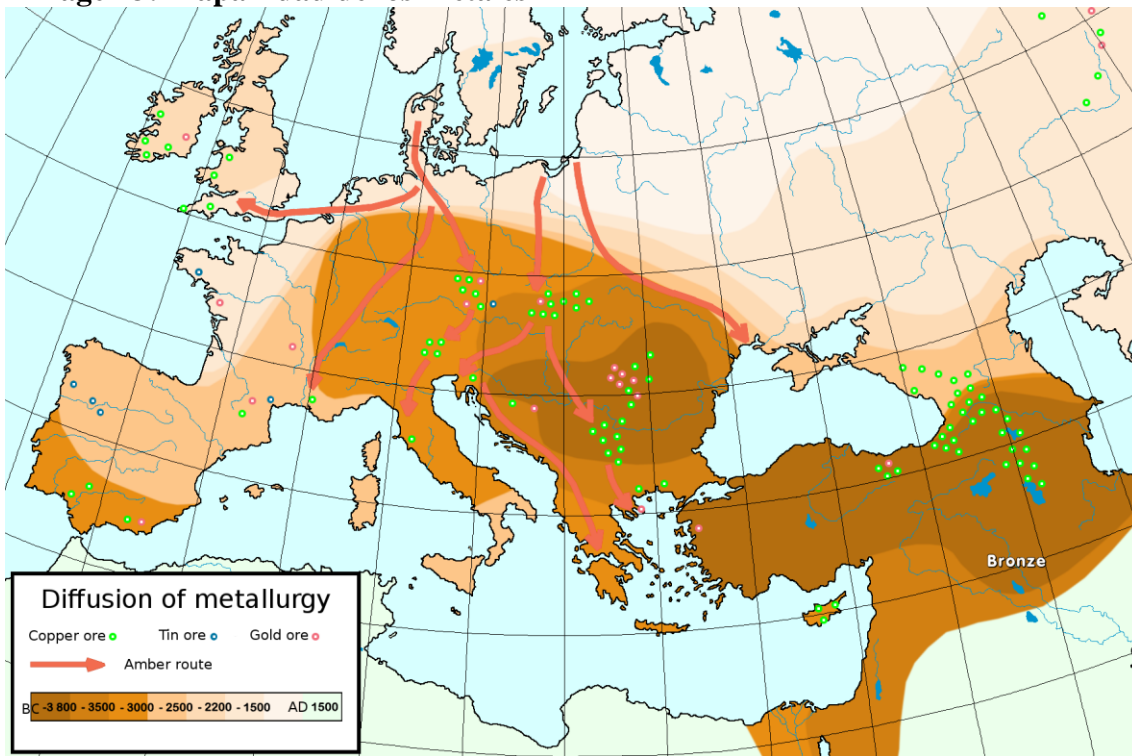 Bronze
Diffusion of metallurgy
Copper ore Tin ore Gold ore
Amber route
BC -3 800 - 3500 - 3000 - 2500 - 2200 - 1500 AD 1500